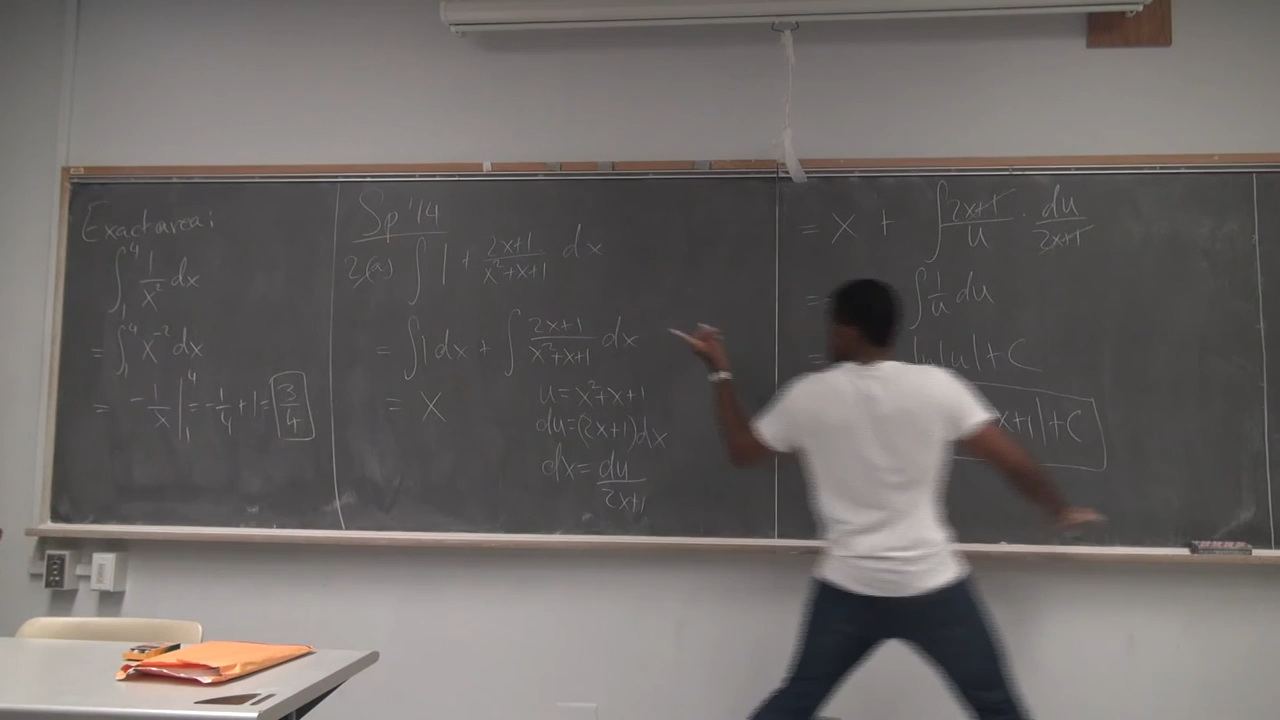 Exact area:
∫₁⁴ 1/x² dx
= ∫₁⁴ x⁻² dx
= -1/x |₁⁴ = -1/4 + 1 = 3/4
Sp '14
2.(a) ∫ 1 + (2x+1)/(x²+x+1) dx
= ∫ 1 dx + ∫ (2x+1)/(x²+x+1) dx
= x
u = x²+x+1
du = (2x+1)dx
dx = du/(2x+1)
= x + ∫ (2x+1)/u · du/(2x+1)
= ∫ 1/u du
= ln|u| + C
x+1| + C